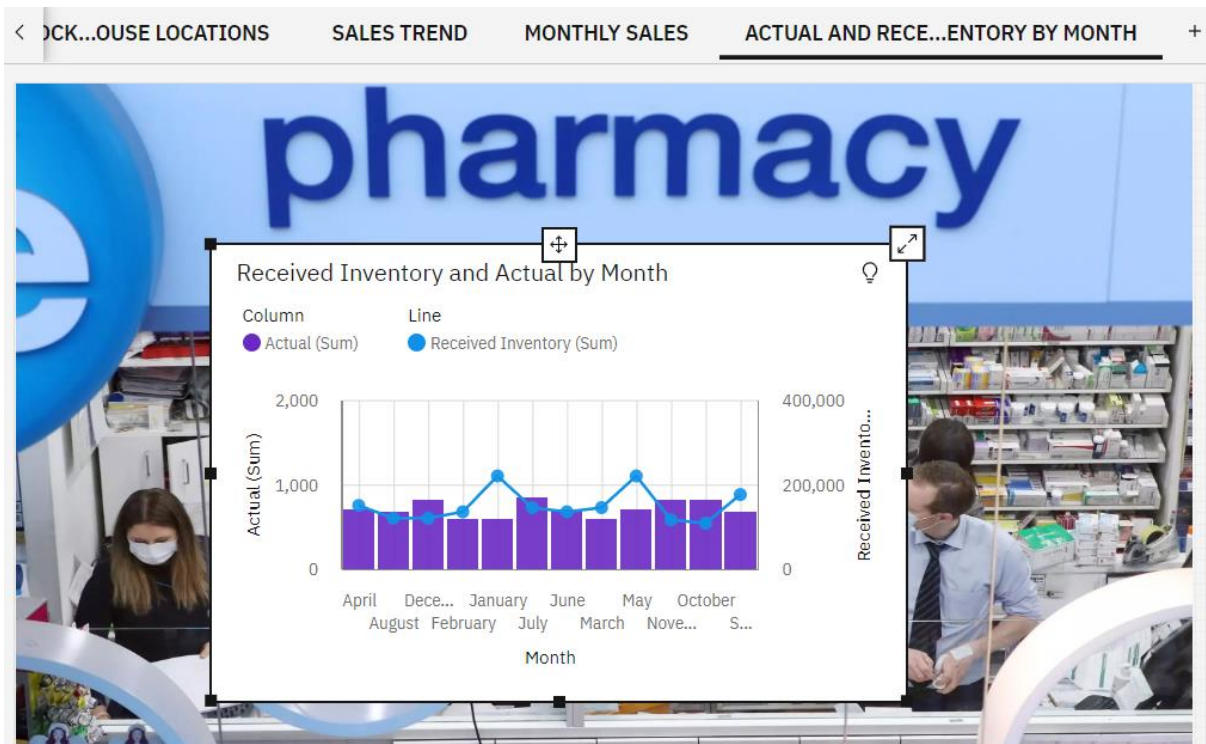 OCK...OUSE LOCATIONS SALES TREND MONTHLY SALES ACTUAL AND RECE...ENTORY BY MONTH +
pharmacy
e
Received Inventory and Actual by Month
Column Line
Actual (Sum) Received Inventory (Sum)
2,000 400,000
1,000 200,000
0 0
Actual (Sum)
Received Invento...
April Dece... January June May October
August February July March Nove... S...
Month